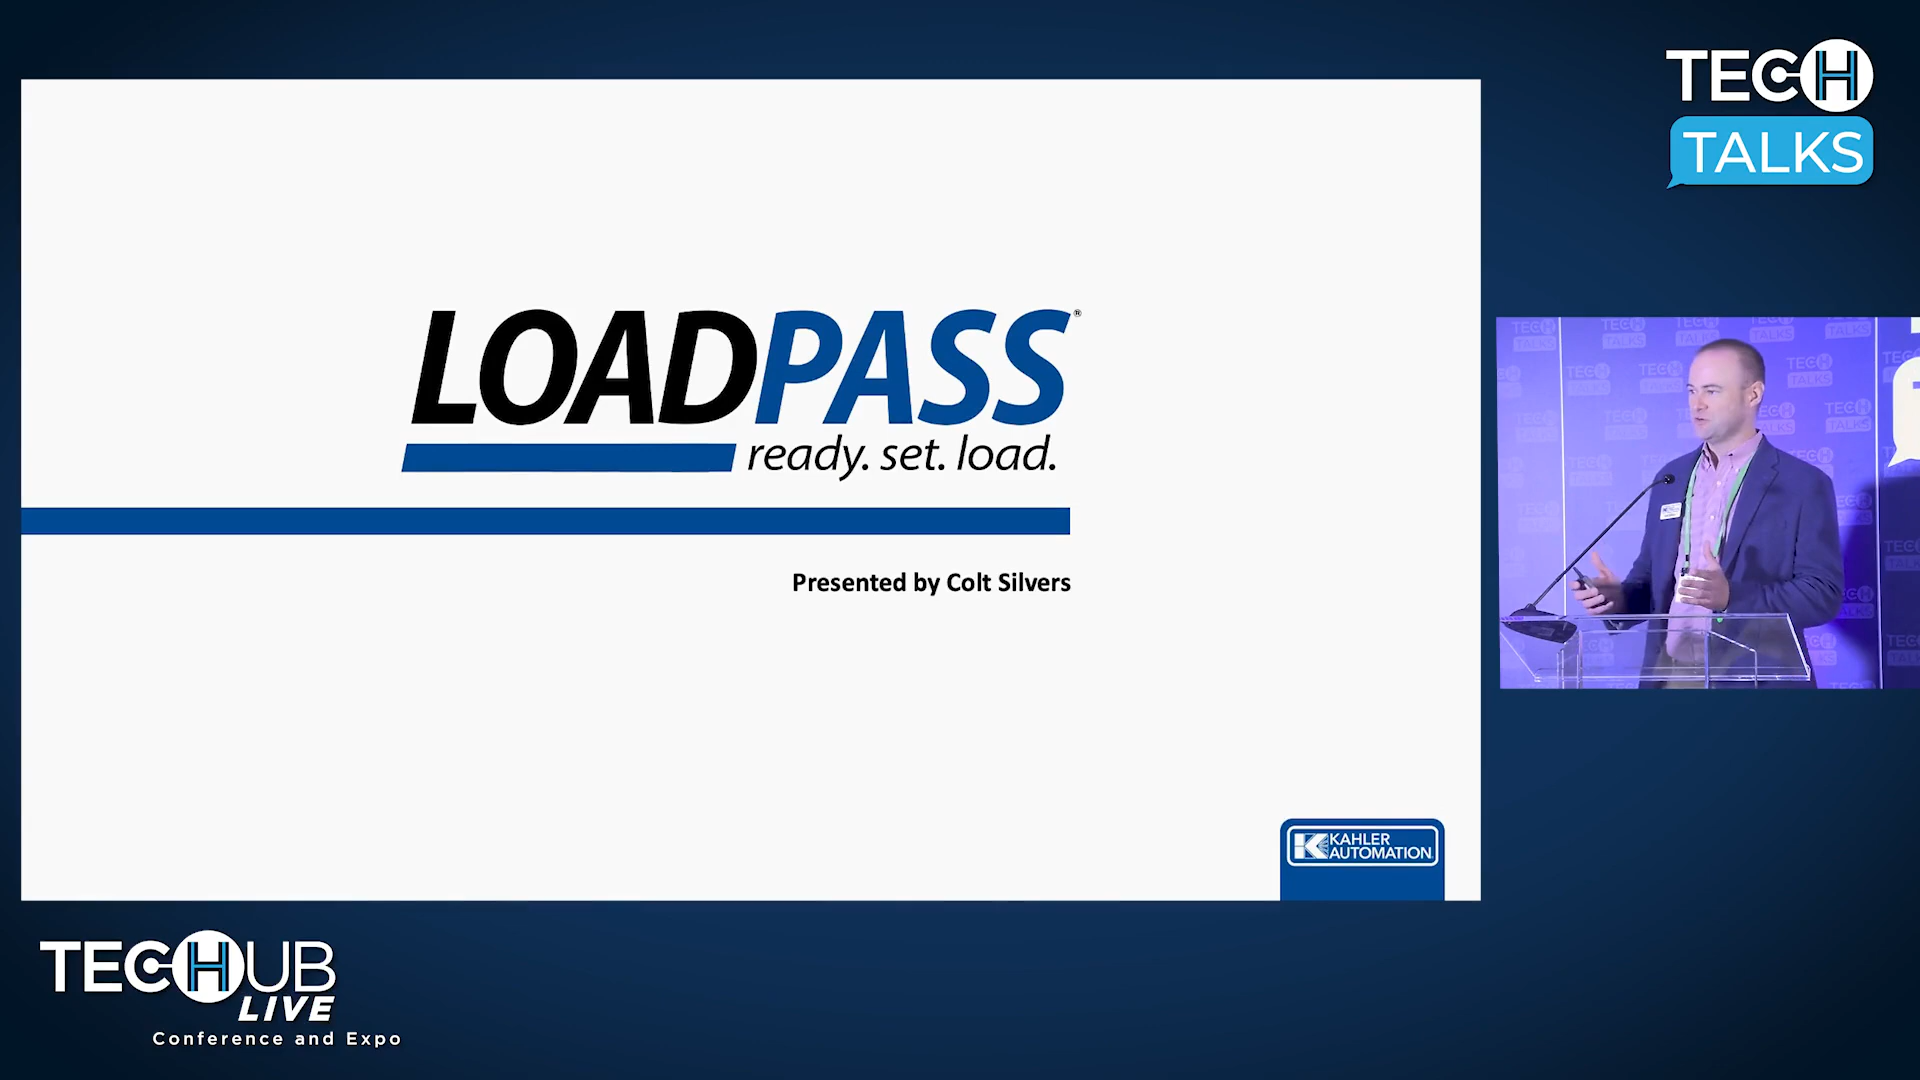 TECH
TALKS
LOADPASS®
ready. set. load.
Presented by Colt Silvers
KAHLER
AUTOMATION
TECHUB
LIVE
Conference and Expo